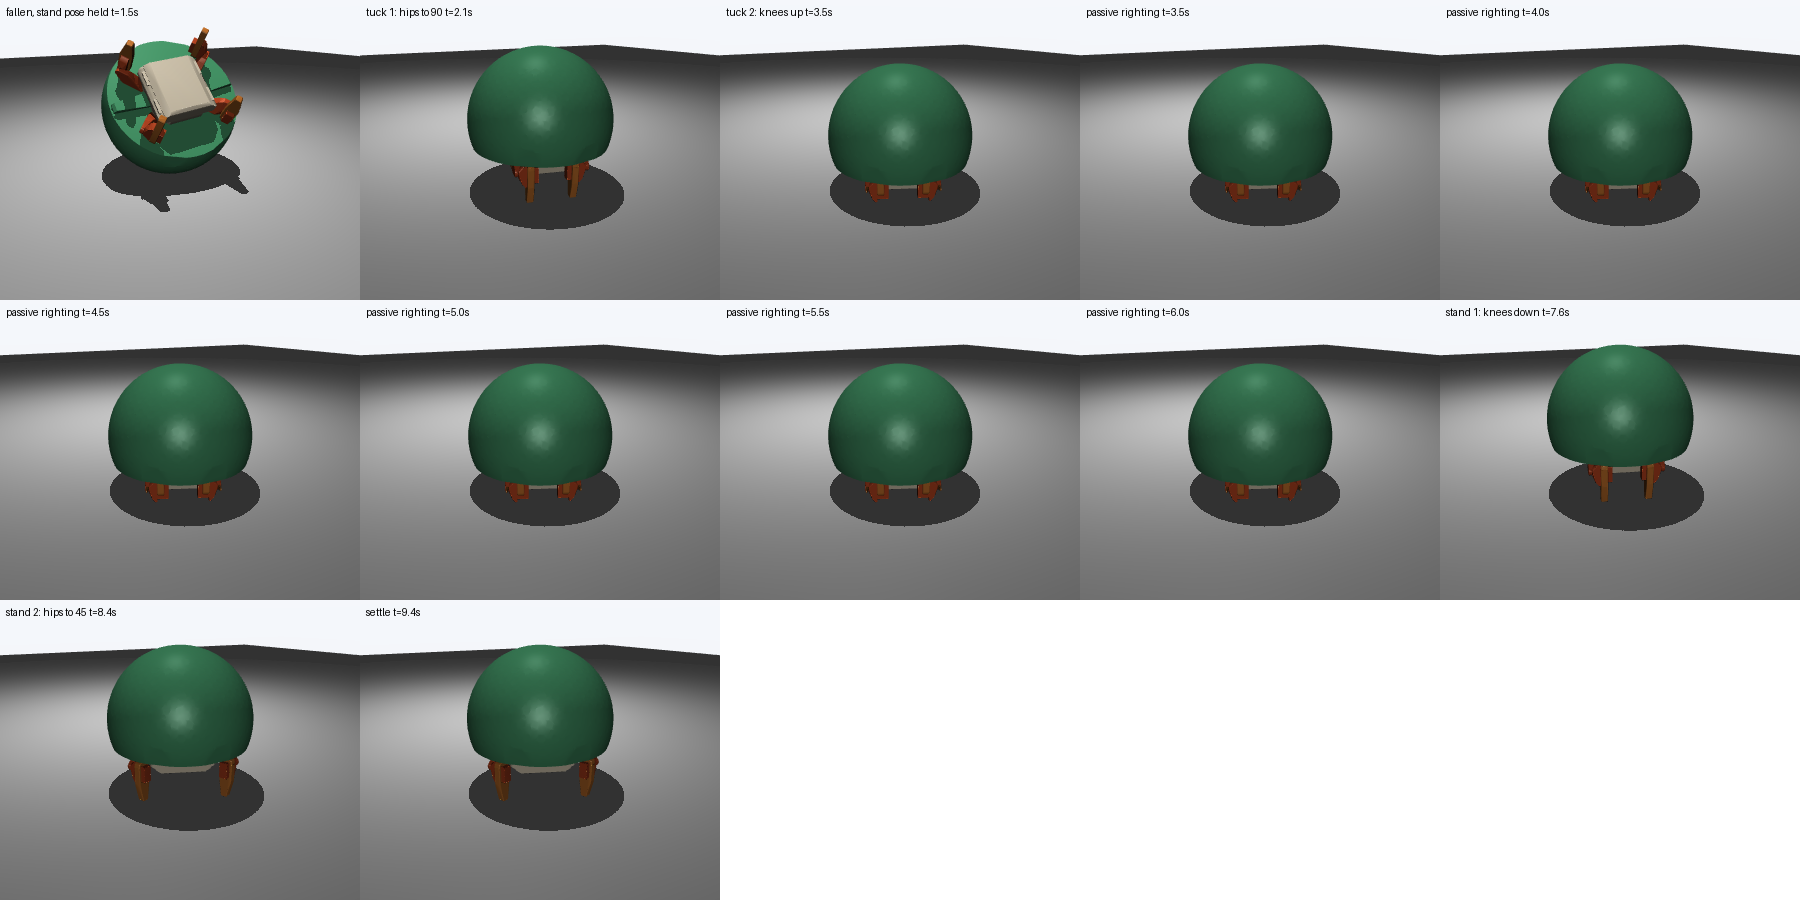 fallen, stand pose held t=1.5s
tuck 1: hips to 90 t=2.1s
tuck 2: knees up t=3.5s
passive righting t=3.5s
passive righting t=4.0s
passive righting t=4.5s
passive righting t=5.0s
passive righting t=5.5s
passive righting t=6.0s
stand 1: knees down t=7.6s
stand 2: hips to 45 t=8.4s
settle t=9.4s